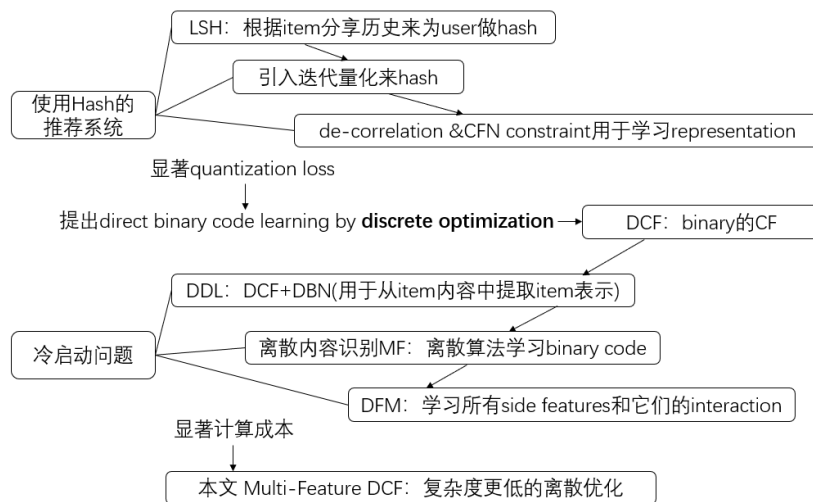 LSH：根据item分享历史来为user做hash
引入迭代量化来hash
使用Hash的
推荐系统
de-correlation &CFN constraint用于学习representation
显著quantization loss
提出direct binary code learning by discrete optimization
DCF：binary的CF
DDL：DCF+DBN(用于从item内容中提取item表示)
冷启动问题
离散内容识别MF：离散算法学习binary code
DFM：学习所有side features和它们的interaction
显著计算成本
本文 Multi-Feature DCF：复杂度更低的离散优化